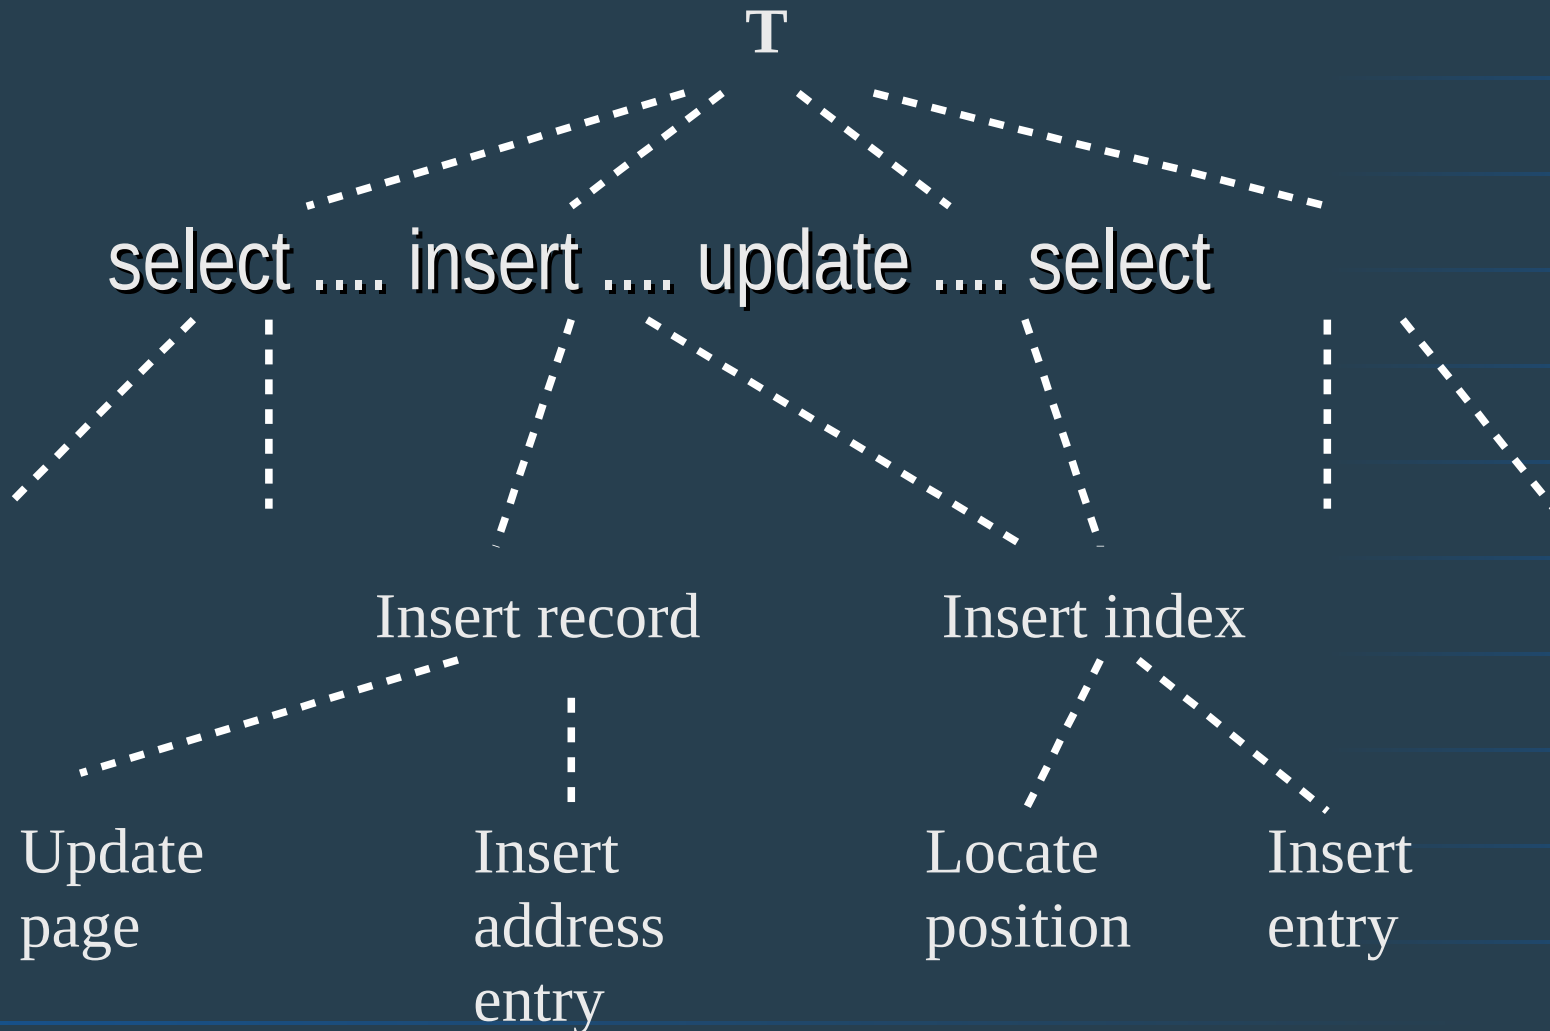 T
select .... insert .... update .... select
Insert record
Insert index
Update
page
Insert
address
entry
Locate
position
Insert
entry